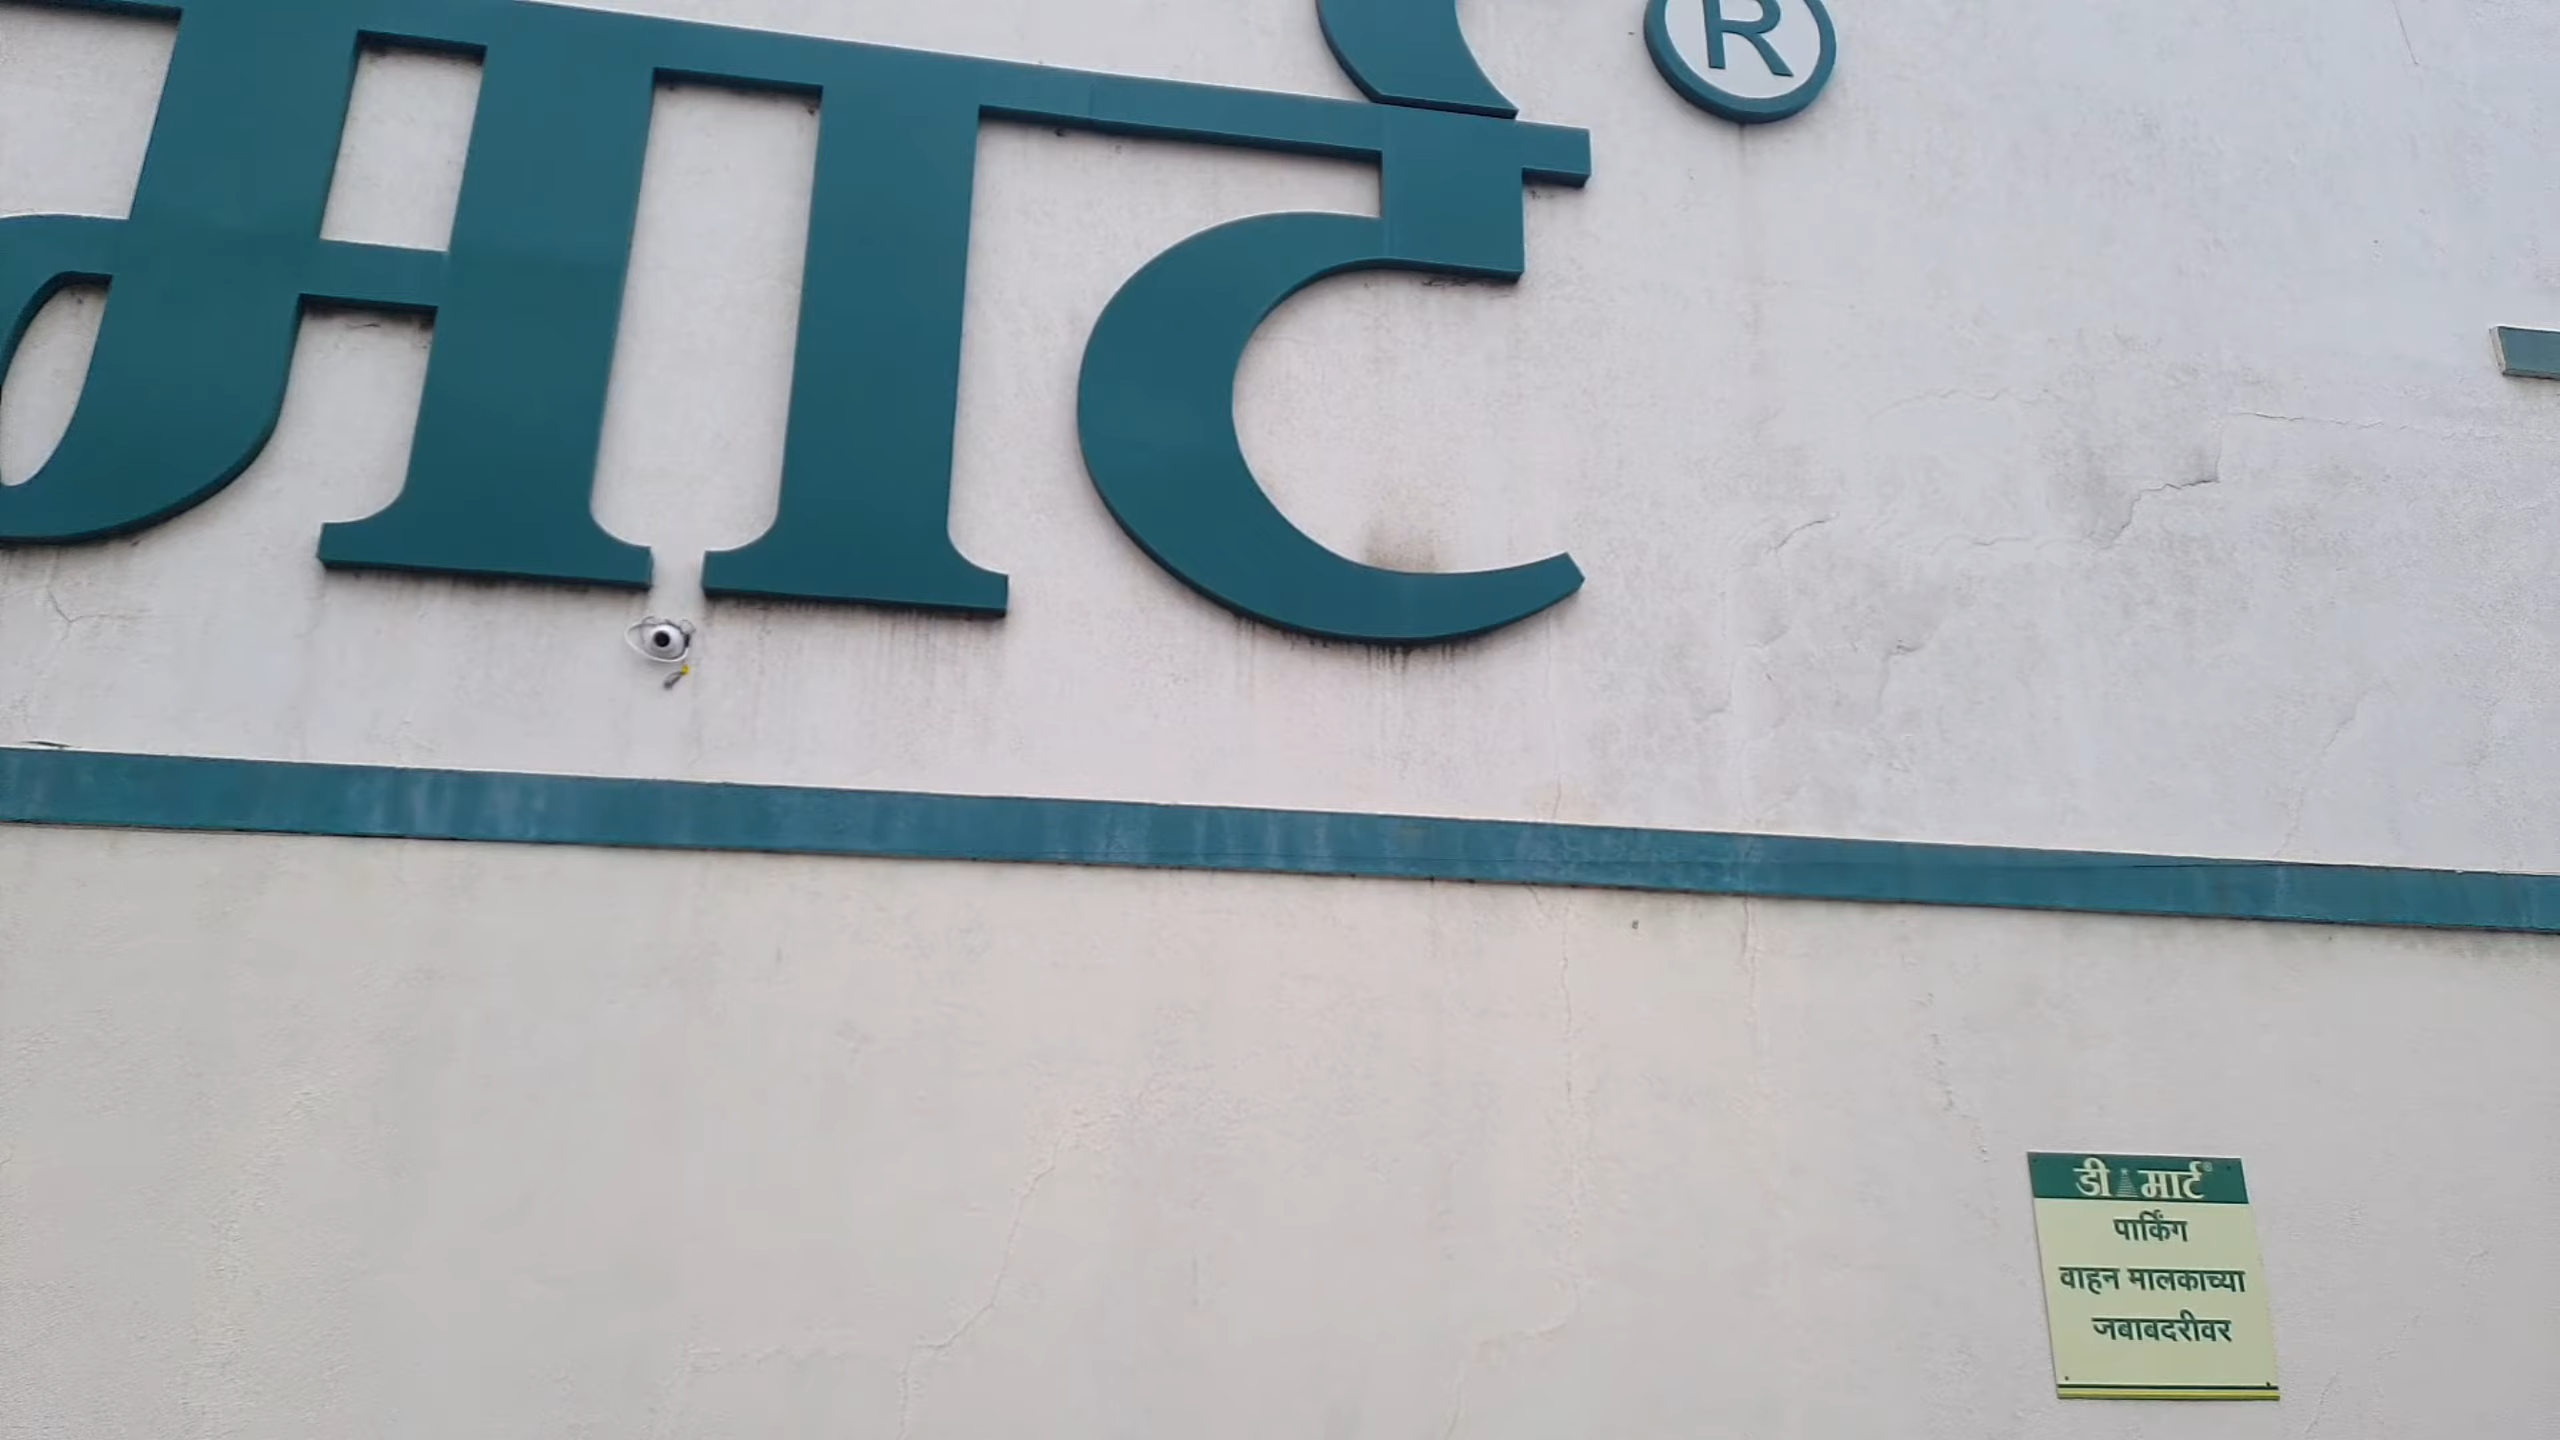 मार्ट ®
डी मार्ट®
पार्किंग
वाहन मालकाच्या
जबाबदरीवर